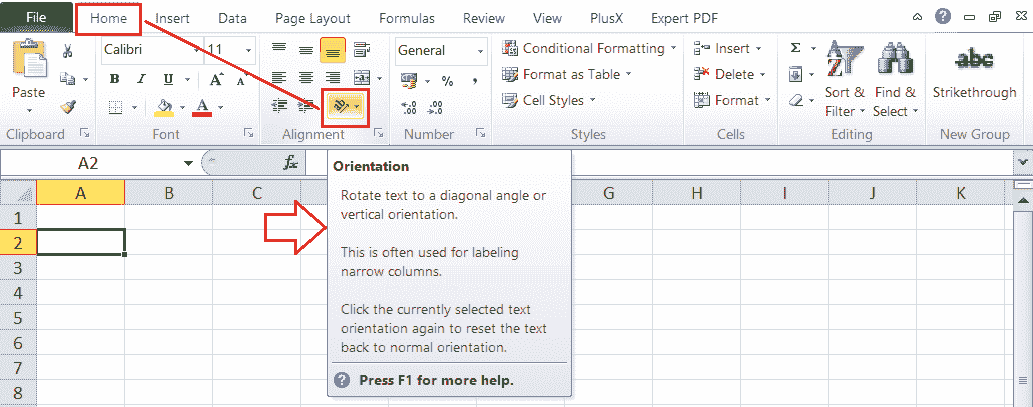 File Home Insert Data Page Layout Formulas Review View PlusX Expert PDF
Calibri 11 General Conditional Formatting Insert Σ
Paste B I U A A Format as Table Delete Sort & Filter Find & Select Strikethrough
A % , Cell Styles Format
Clipboard Font Alignment Number Styles Cells Editing New Group
A2 fx
A B C G H I J K
Orientation
Rotate text to a diagonal angle or
vertical orientation.
This is often used for labeling
narrow columns.
Click the currently selected text
orientation again to reset the text
back to normal orientation.
Press F1 for more help.
1
2
3
4
5
6
7
8